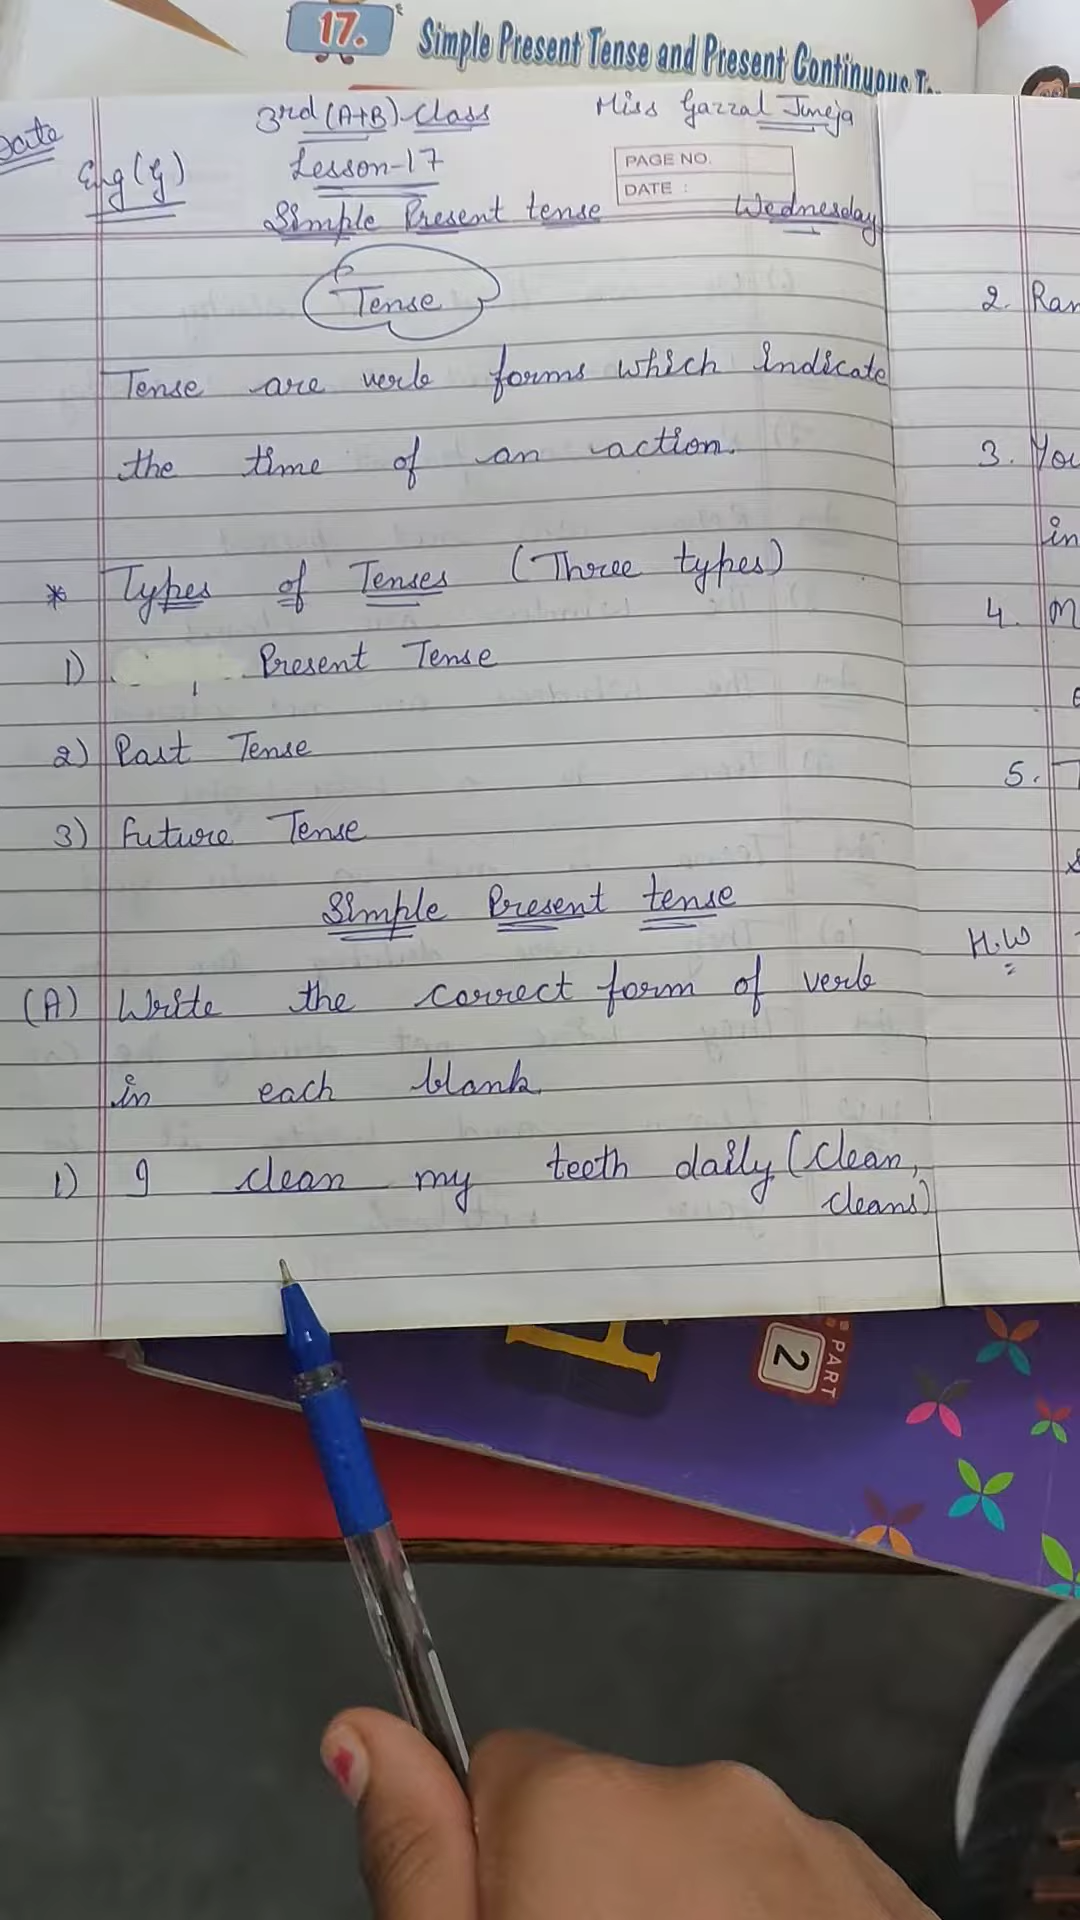 17. Simple Present Tense and Present Continuous
Date
3rd (A+B) Class
Miss Gazzal Juneja
Eng (G)
Lesson-17
PAGE NO.
DATE :
Simple Present tense
Wednesday
Tense
Tense are verb forms which indicate
the time of an action.
* Types of Tenses (Three types)
1) Present Tense
2) Past Tense
3) Future Tense
Simple Present tense
(A) Write the correct form of verb
in each blank.
1) I clean my teeth daily (clean,
cleans)
2.
3. You
in
4.
5.
H.W
PART
2